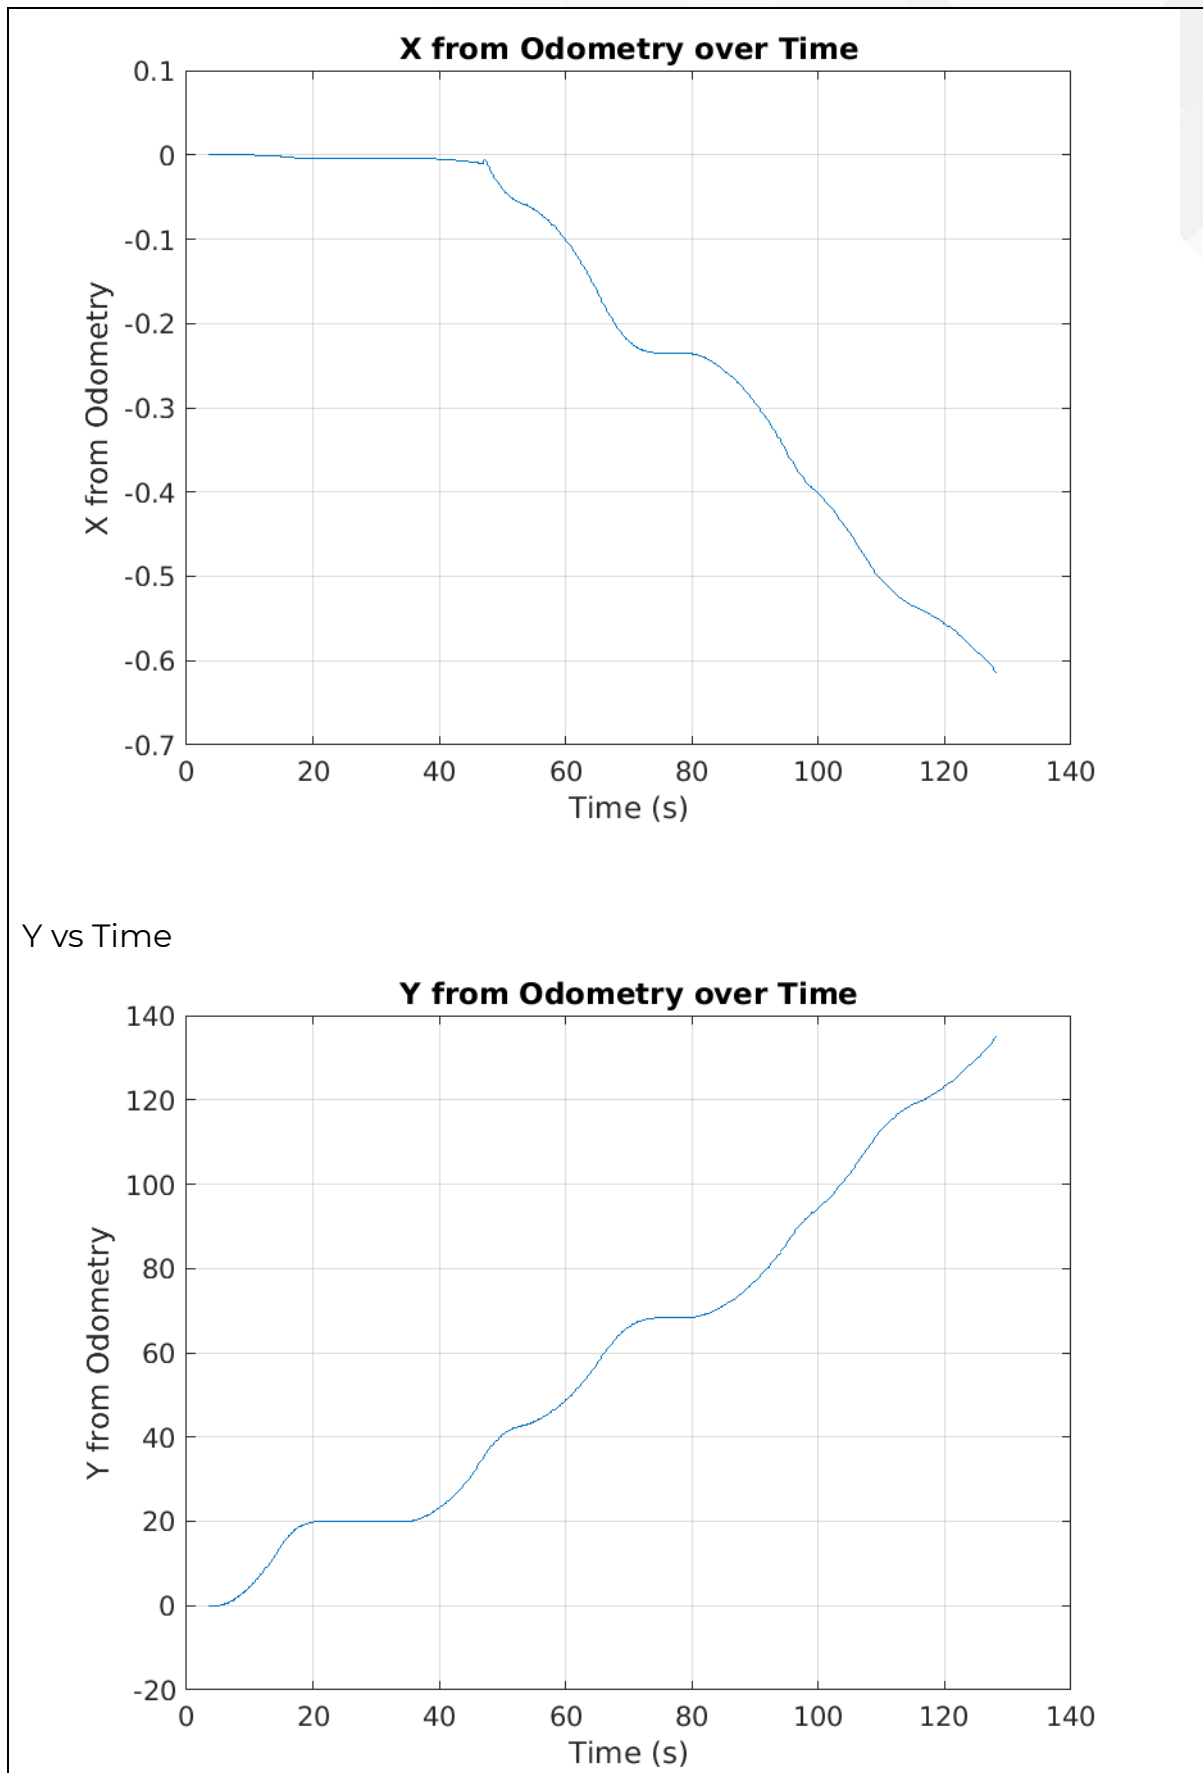 X from Odometry over Time
0.1
0
-0.1
-0.2
-0.3
-0.4
-0.5
-0.6
-0.7
X from Odometry
0 20 40 60 80 100 120 140
Time (s)
Y vs Time
Y from Odometry over Time
140
120
100
80
60
40
20
0
-20
Y from Odometry
0 20 40 60 80 100 120 140
Time (s)